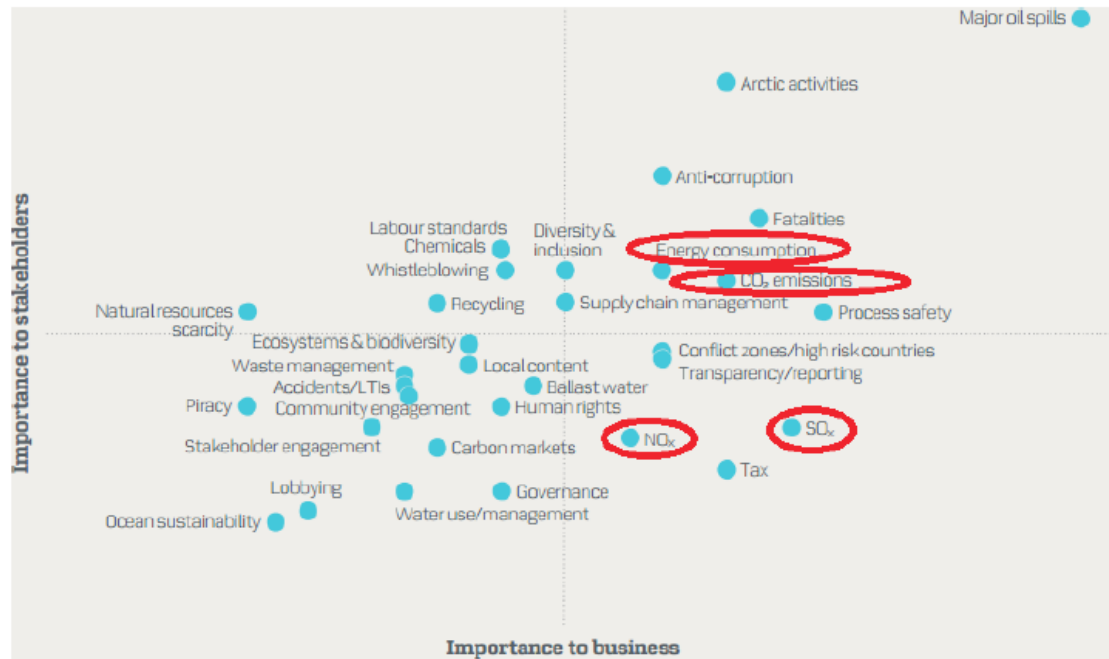 Major oil spills
Arctic activities
Anti-corruption
Fatalities
Labour standards
Chemicals
Diversity &
inclusion
Energy consumption
Whistleblowing
CO₂ emissions
Recycling
Supply chain management
Natural resources
scarcity
Process safety
Ecosystems & biodiversity
Conflict zones/high risk countries
Waste management
Local content
Transparency/reporting
Accidents/LTIs
Ballast water
Piracy
Community engagement
Human rights
Stakeholder engagement
Carbon markets
NOₓ
SOₓ
Tax
Lobbying
Governance
Ocean sustainability
Water use/management
Importance to stakeholders
Importance to business